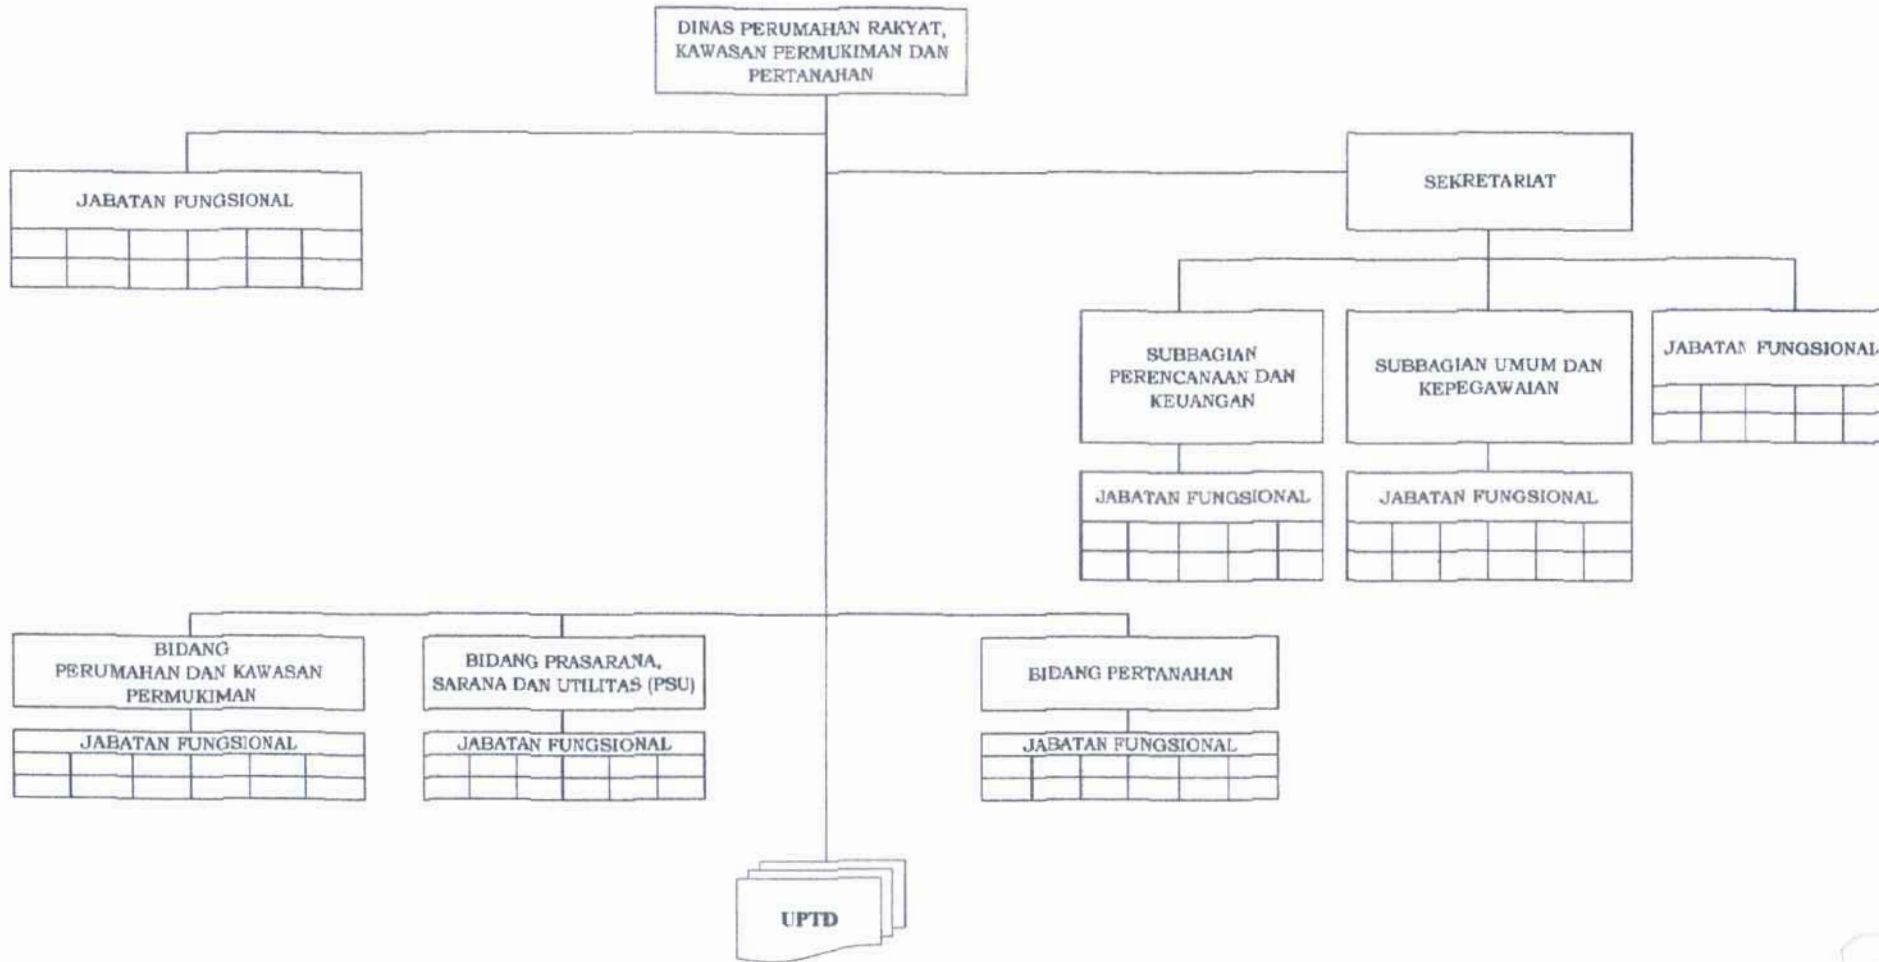 DINAS PERUMAHAN RAKYAT,
KAWASAN PERMUKIMAN DAN
PERTANAHAN
JABATAN FUNGSIONAL
SEKRETARIAT
SUBBAGIAN
PERENCANAAN DAN
KEUANGAN
SUBBAGIAN UMUM DAN
KEPEGAWAIAN
JABATAN FUNGSIONAL
JABATAN FUNGSIONAL
JABATAN FUNGSIONAL
BIDANG
PERUMAHAN DAN KAWASAN
PERMUKIMAN
BIDANG PRASARANA,
SARANA DAN UTILITAS (PSU)
BIDANG PERTANAHAN
JABATAN FUNGSIONAL
JABATAN FUNGSIONAL
JABATAN FUNGSIONAL
UPTD